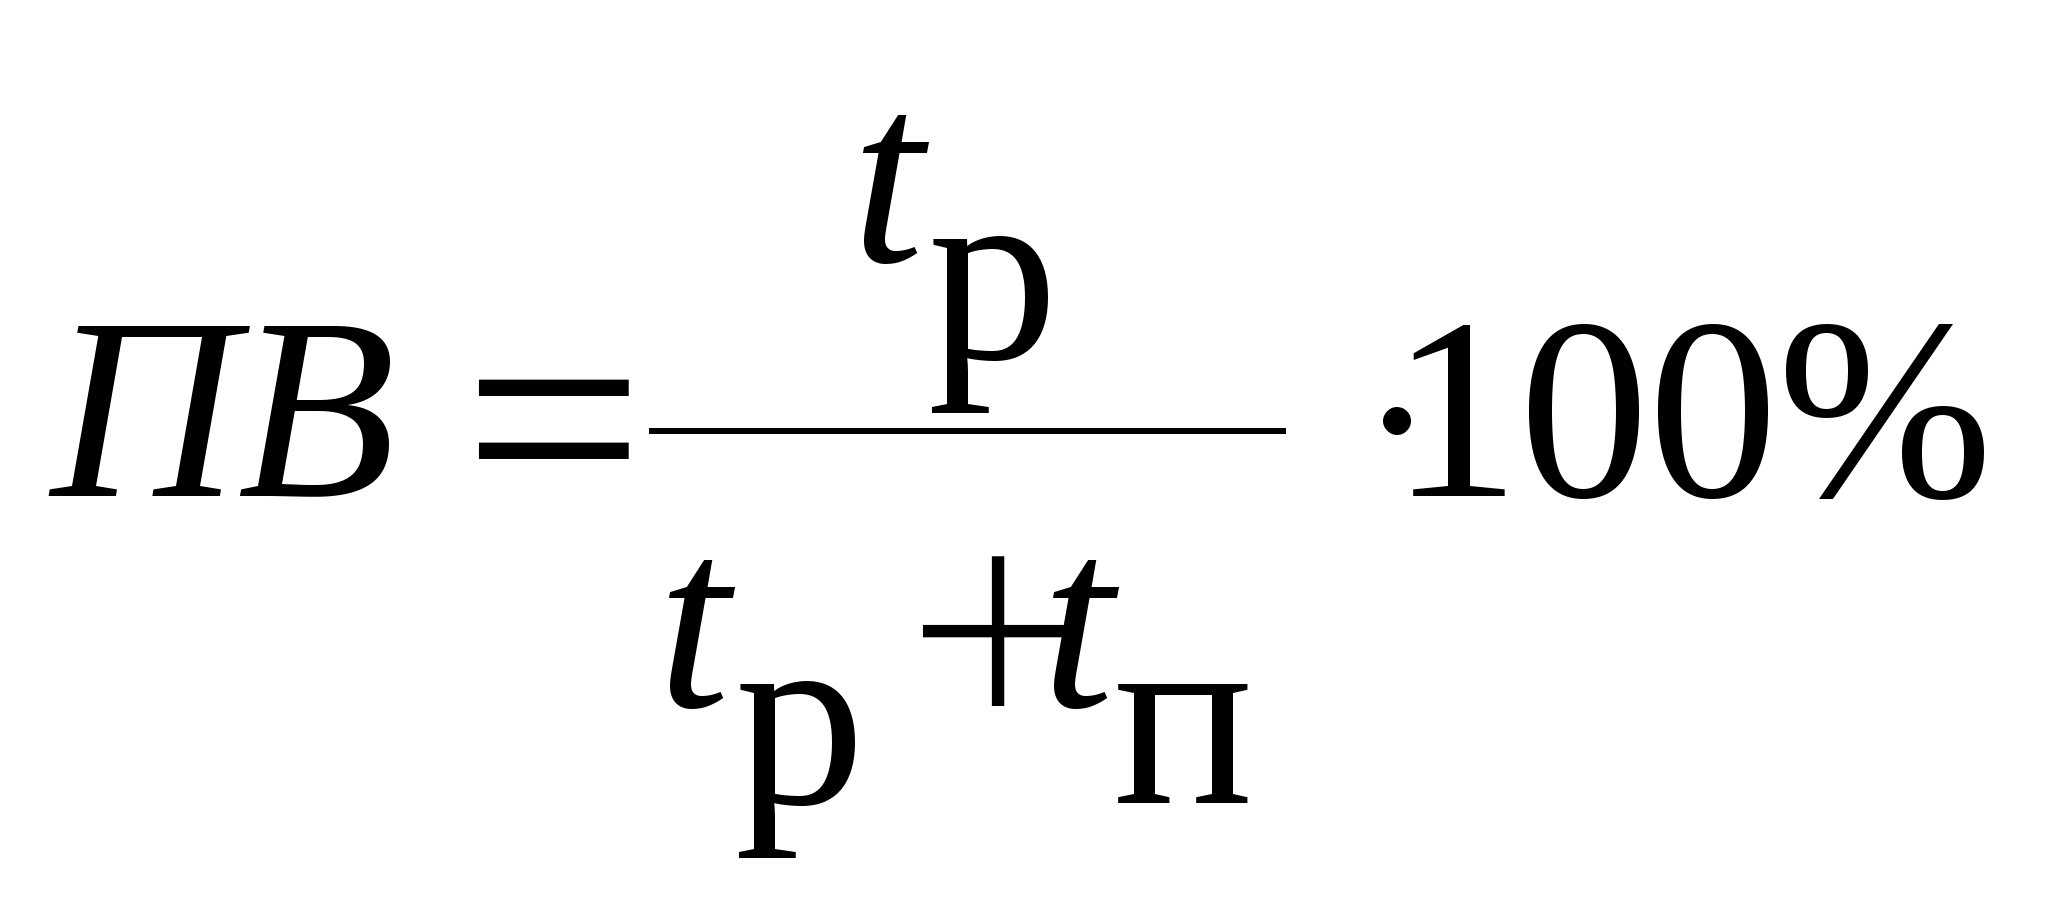 tр
ПВ = ·100%
tр + tп